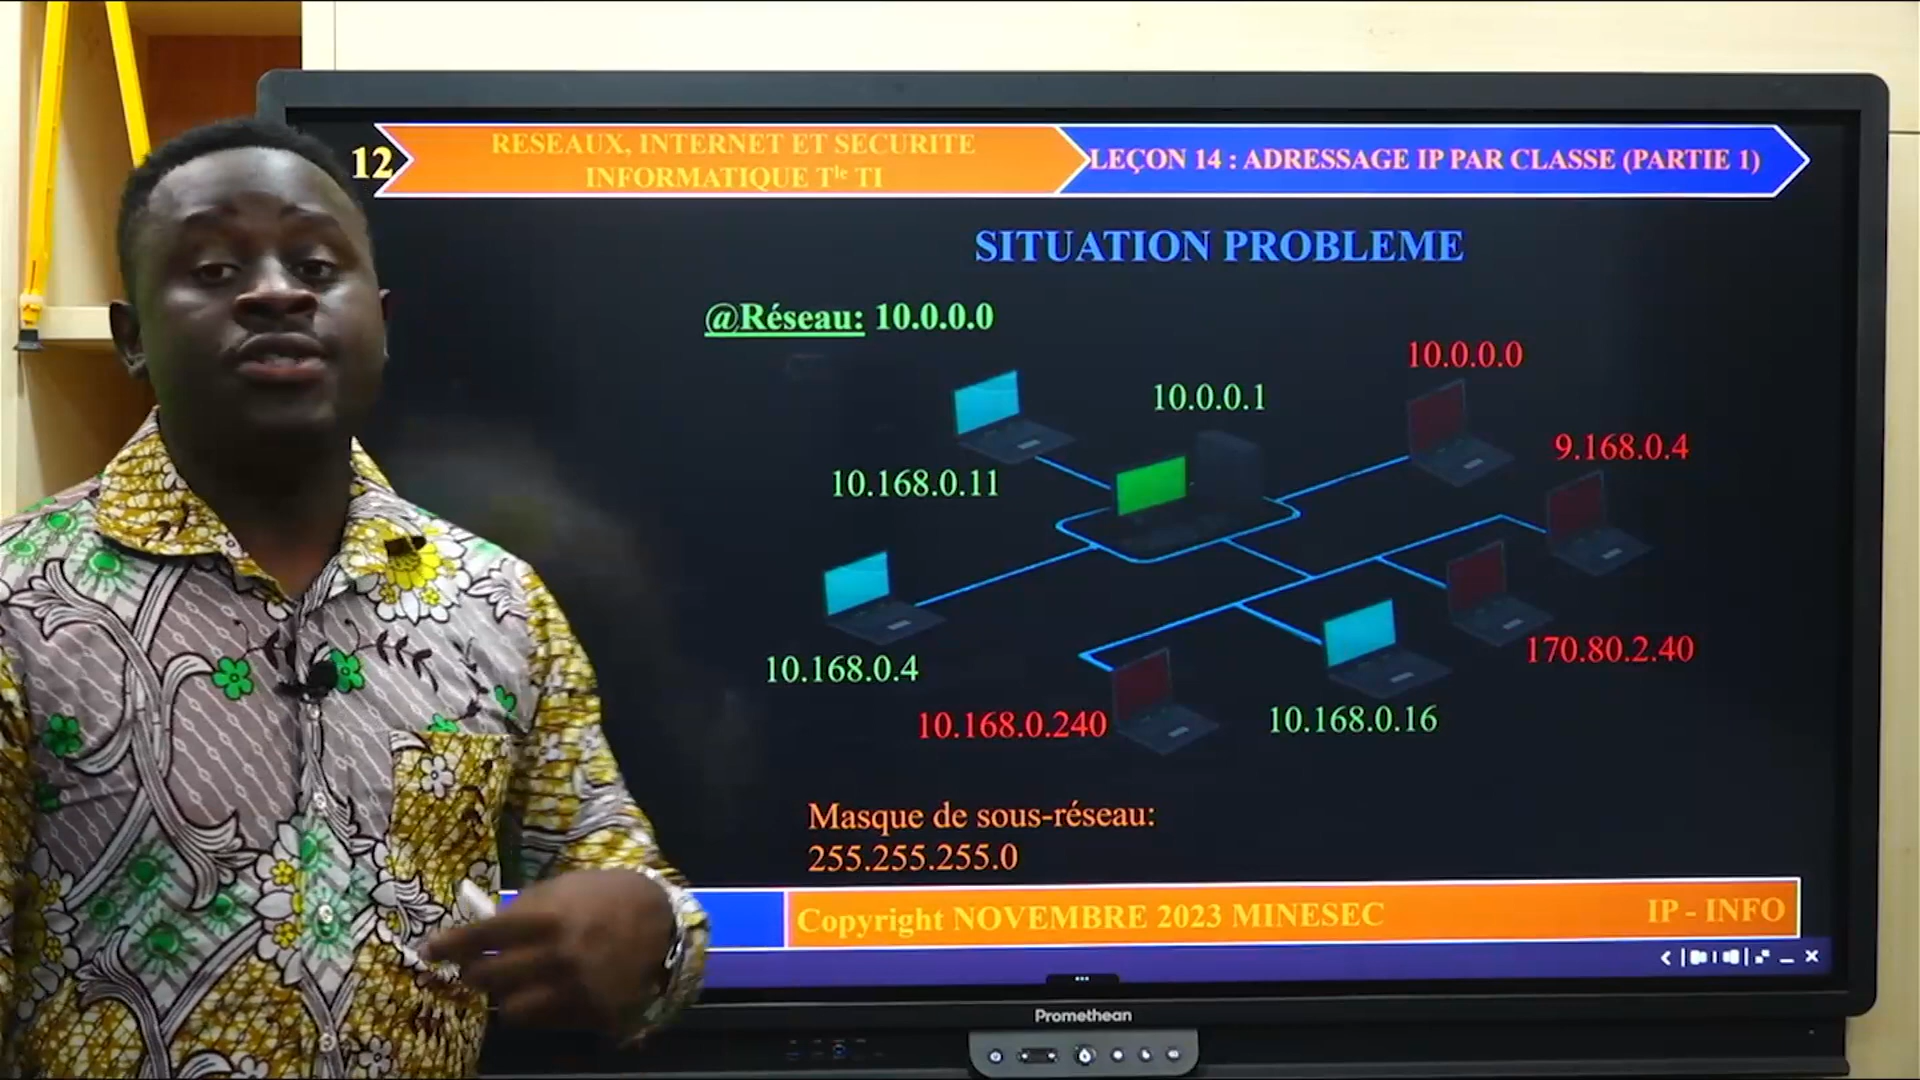 12
RESEAUX, INTERNET ET SECURITE
INFORMATIQUE Tle TI
LEÇON 14 : ADRESSAGE IP PAR CLASSE (PARTIE 1)
SITUATION PROBLEME
@Réseau: 10.0.0.0
10.0.0.0
10.0.0.1
9.168.0.4
10.168.0.11
170.80.2.40
10.168.0.4
10.168.0.240
10.168.0.16
Masque de sous-réseau:
255.255.255.0
Copyright NOVEMBRE 2023 MINESEC
IP - INFO
Promethean